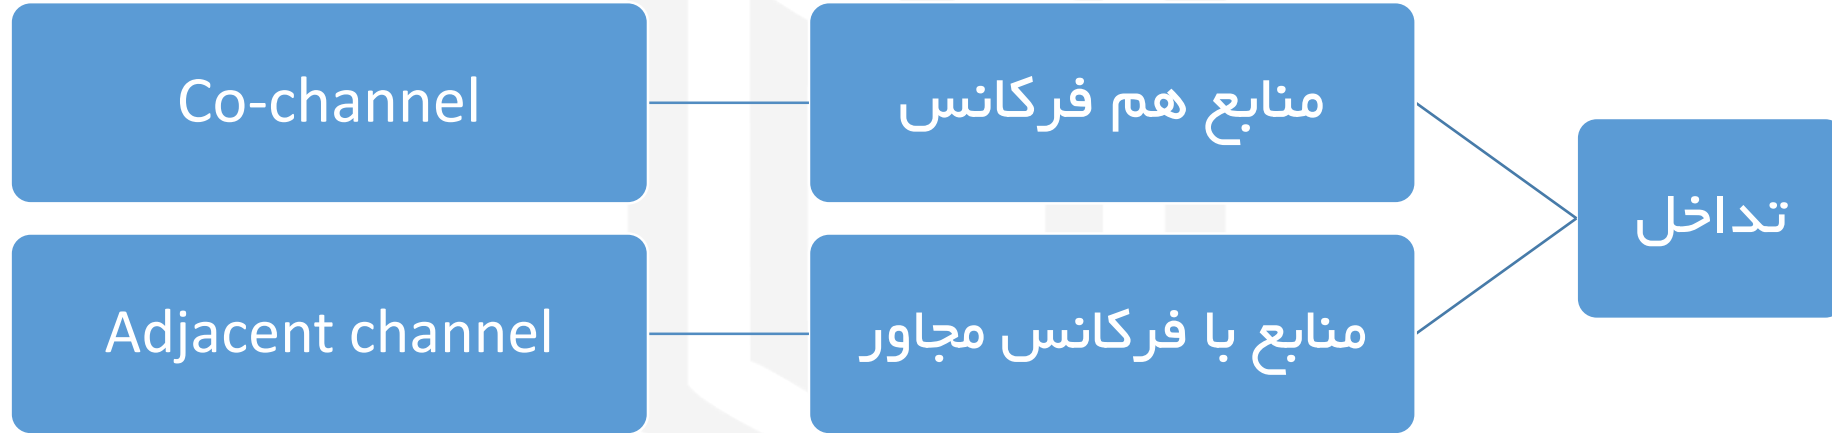 تداخل
منابع هم فرکانس
Co-channel
منابع با فرکانس مجاور
Adjacent channel